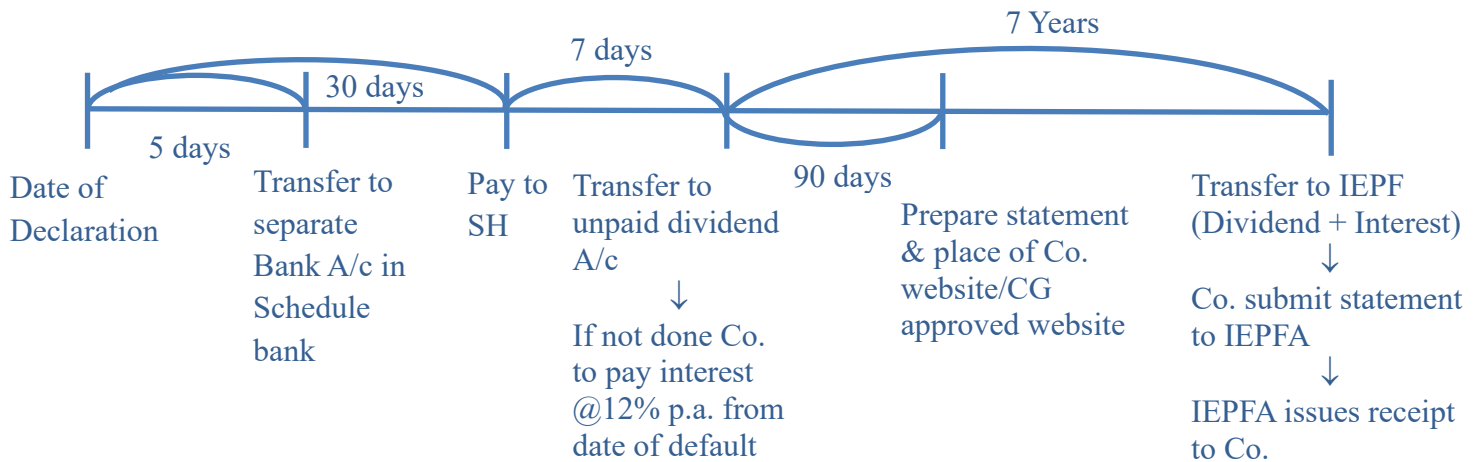 7 Years
7 days
30 days
5 days
90 days
Date of
Declaration
Transfer to
separate
Bank A/c in
Schedule
bank
Pay to
SH
Transfer to
unpaid dividend
A/c
↓
If not done Co.
to pay interest
@12% p.a. from
date of default
Prepare statement
& place of Co.
website/CG
approved website
Transfer to IEPF
(Dividend + Interest)
↓
Co. submit statement
to IEPFA
↓
IEPFA issues receipt
to Co.